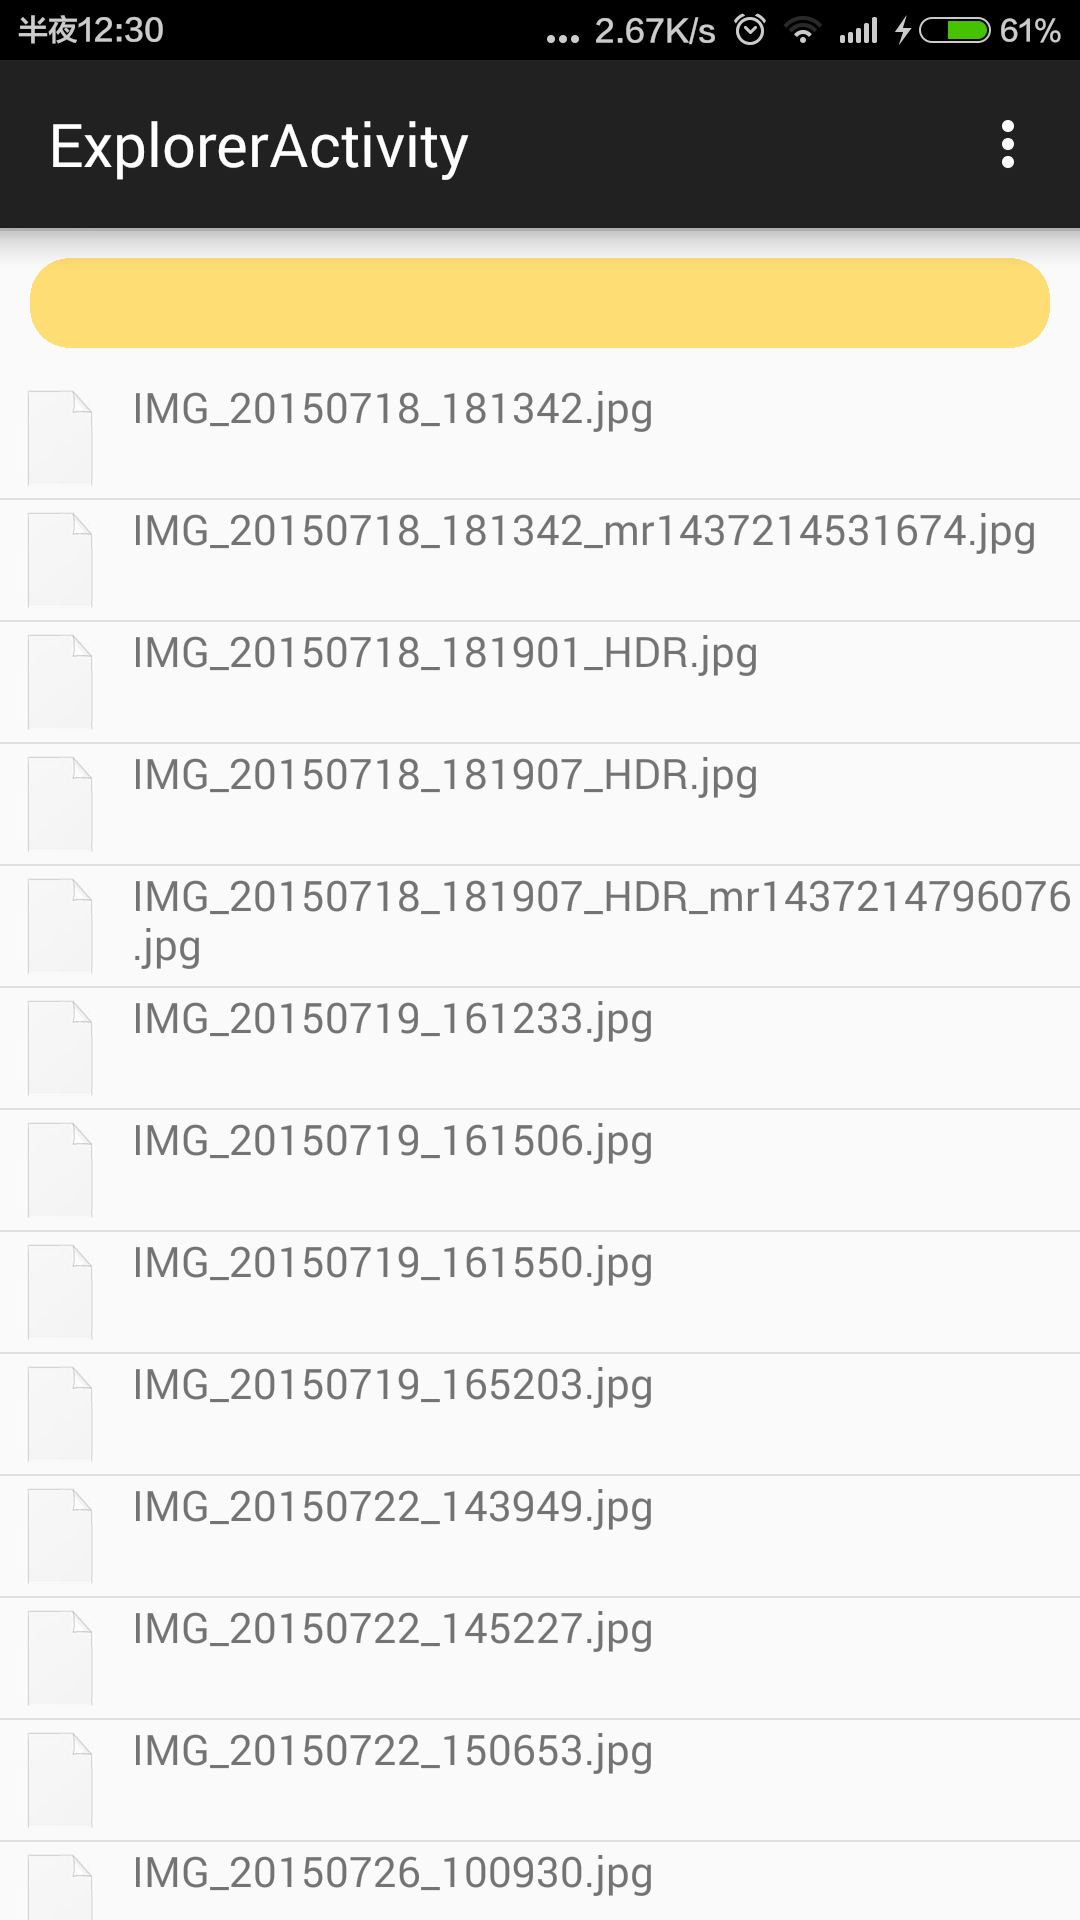 半夜12:30 ... 2.67K/s 61%
ExplorerActivity
IMG_20150718_181342.jpg
IMG_20150718_181342_mr1437214531674.jpg
IMG_20150718_181901_HDR.jpg
IMG_20150718_181907_HDR.jpg
IMG_20150718_181907_HDR_mr1437214796076
.jpg
IMG_20150719_161233.jpg
IMG_20150719_161506.jpg
IMG_20150719_161550.jpg
IMG_20150719_165203.jpg
IMG_20150722_143949.jpg
IMG_20150722_145227.jpg
IMG_20150722_150653.jpg
IMG_20150726_100930.jpg